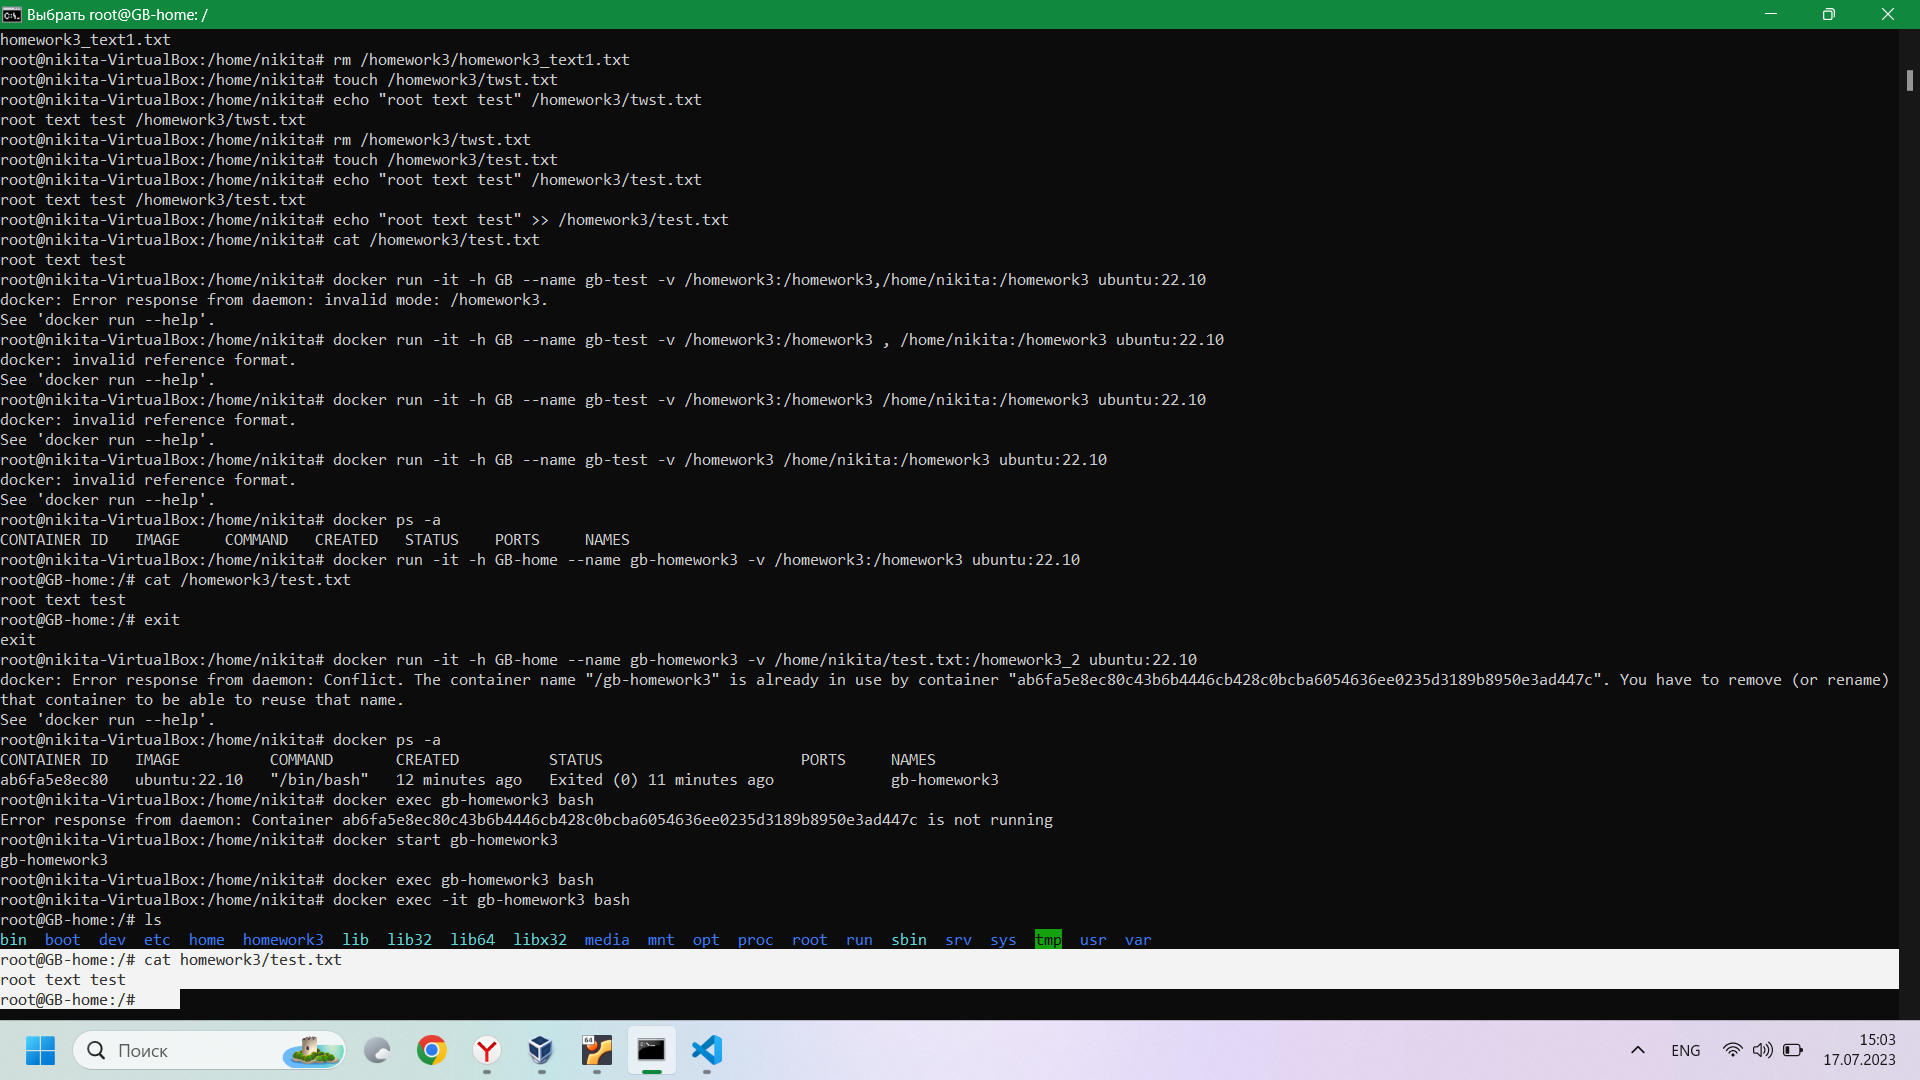 Выбрать root@GB-home: /
homework3_text1.txt
root@nikita-VirtualBox:/home/nikita# rm /homework3/homework3_text1.txt
root@nikita-VirtualBox:/home/nikita# touch /homework3/twst.txt
root@nikita-VirtualBox:/home/nikita# echo "root text test" /homework3/twst.txt
root text test /homework3/twst.txt
root@nikita-VirtualBox:/home/nikita# rm /homework3/twst.txt
root@nikita-VirtualBox:/home/nikita# touch /homework3/test.txt
root@nikita-VirtualBox:/home/nikita# echo "root text test" /homework3/test.txt
root text test /homework3/test.txt
root@nikita-VirtualBox:/home/nikita# echo "root text test" >> /homework3/test.txt
root@nikita-VirtualBox:/home/nikita# cat /homework3/test.txt
root text test
root@nikita-VirtualBox:/home/nikita# docker run -it -h GB --name gb-test -v /homework3:/homework3,/home/nikita:/homework3 ubuntu:22.10
docker: Error response from daemon: invalid mode: /homework3.
See 'docker run --help'.
root@nikita-VirtualBox:/home/nikita# docker run -it -h GB --name gb-test -v /homework3:/homework3 , /home/nikita:/homework3 ubuntu:22.10
docker: invalid reference format.
See 'docker run --help'.
root@nikita-VirtualBox:/home/nikita# docker run -it -h GB --name gb-test -v /homework3:/homework3 /home/nikita:/homework3 ubuntu:22.10
docker: invalid reference format.
See 'docker run --help'.
root@nikita-VirtualBox:/home/nikita# docker run -it -h GB --name gb-test -v /homework3 /home/nikita:/homework3 ubuntu:22.10
docker: invalid reference format.
See 'docker run --help'.
root@nikita-VirtualBox:/home/nikita# docker ps -a
CONTAINER ID   IMAGE     COMMAND   CREATED   STATUS    PORTS     NAMES
root@nikita-VirtualBox:/home/nikita# docker run -it -h GB-home --name gb-homework3 -v /homework3:/homework3 ubuntu:22.10
root@GB-home:/# cat /homework3/test.txt
root text test
root@GB-home:/# exit
exit
root@nikita-VirtualBox:/home/nikita# docker run -it -h GB-home --name gb-homework3 -v /home/nikita/test.txt:/homework3_2 ubuntu:22.10
docker: Error response from daemon: Conflict. The container name "/gb-homework3" is already in use by container "ab6fa5e8ec80c43b6b4446cb428c0bcba6054636ee0235d3189b8950e3ad447c". You have to remove (or rename)
that container to be able to reuse that name.
See 'docker run --help'.
root@nikita-VirtualBox:/home/nikita# docker ps -a
CONTAINER ID   IMAGE          COMMAND       CREATED          STATUS                      PORTS     NAMES
ab6fa5e8ec80   ubuntu:22.10   "/bin/bash"   12 minutes ago   Exited (0) 11 minutes ago             gb-homework3
root@nikita-VirtualBox:/home/nikita# docker exec gb-homework3 bash
Error response from daemon: Container ab6fa5e8ec80c43b6b4446cb428c0bcba6054636ee0235d3189b8950e3ad447c is not running
root@nikita-VirtualBox:/home/nikita# docker start gb-homework3
gb-homework3
root@nikita-VirtualBox:/home/nikita# docker exec gb-homework3 bash
root@nikita-VirtualBox:/home/nikita# docker exec -it gb-homework3 bash
root@GB-home:/# ls
bin  boot  dev  etc  home  homework3  lib  lib32  lib64  libx32  media  mnt  opt  proc  root  run  sbin  srv  sys  tmp  usr  var
root@GB-home:/# cat homework3/test.txt
root text test
root@GB-home:/#
Поиск
64
ENG
15:03
17.07.2023